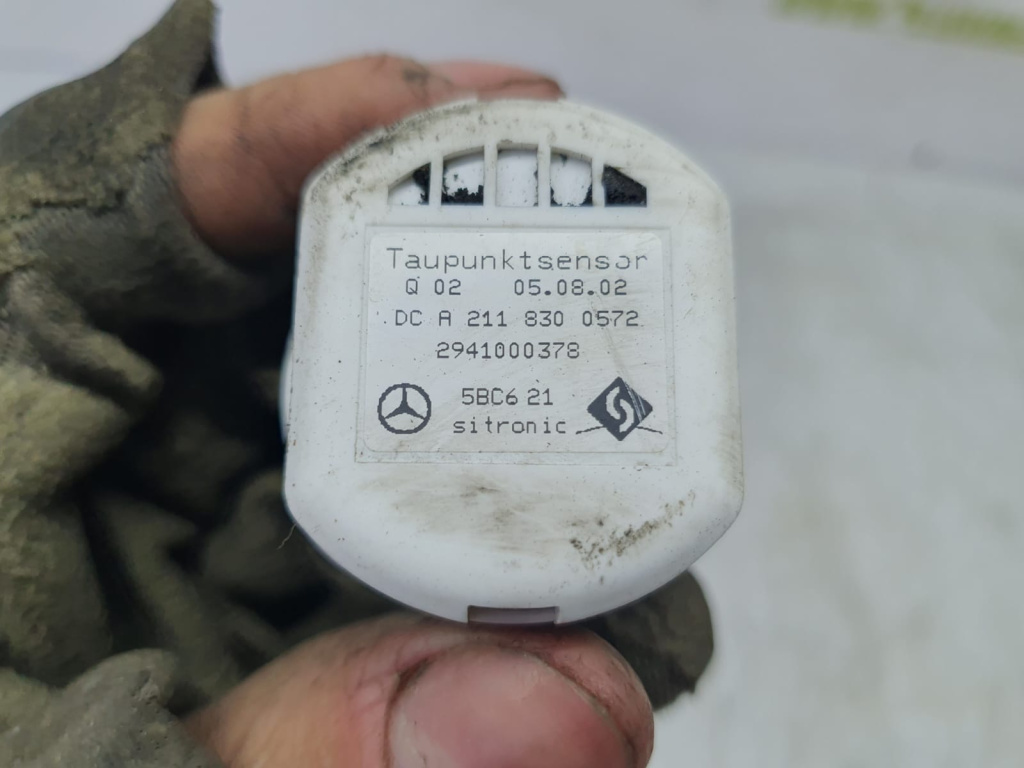 Taupunktsensor
Q 02 05.08.02
DC A 211 830 0572
2941000378
5BC6 21
sitronic